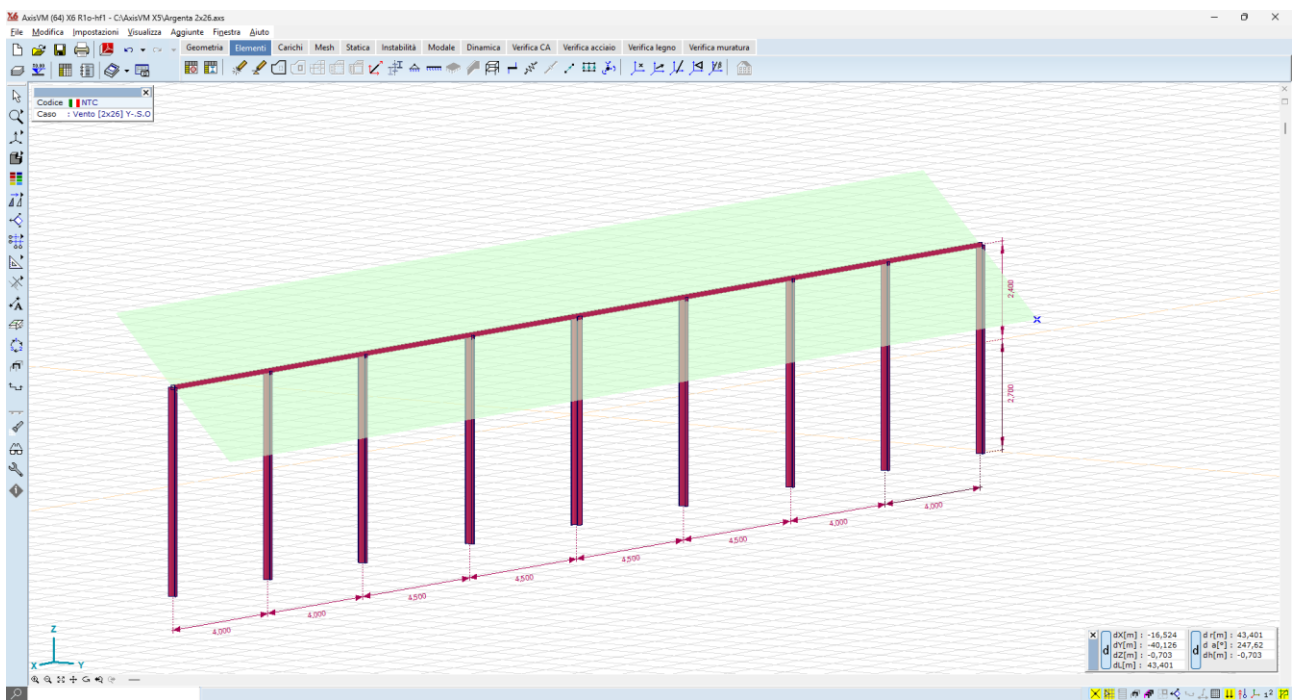 AxisVM (64) X6 R1o-hf1 - C:\AxisVM X5\Argenta 2x26.axs
File Modifica Impostazioni Visualizza Aggiunte Finestra Aiuto
Geometria Elementi Carichi Mesh Statica Instabilità Modale Dinamica Verifica CA Verifica acciaio Verifica legno Verifica muratura
Codice NTC
Caso : Vento [2x26] Y-.S.O
2,400
2,700
4,000
4,000
4,500
4,500
4,500
4,500
4,000
4,000
Z
X
Y
d
dX[m] : -16,524
dY[m] : -40,126
dZ[m] : -0,703
dL[m] : 43,401
d
d r[m] : 43,401
d a[°] : 247,62
dh[m] : -0,703